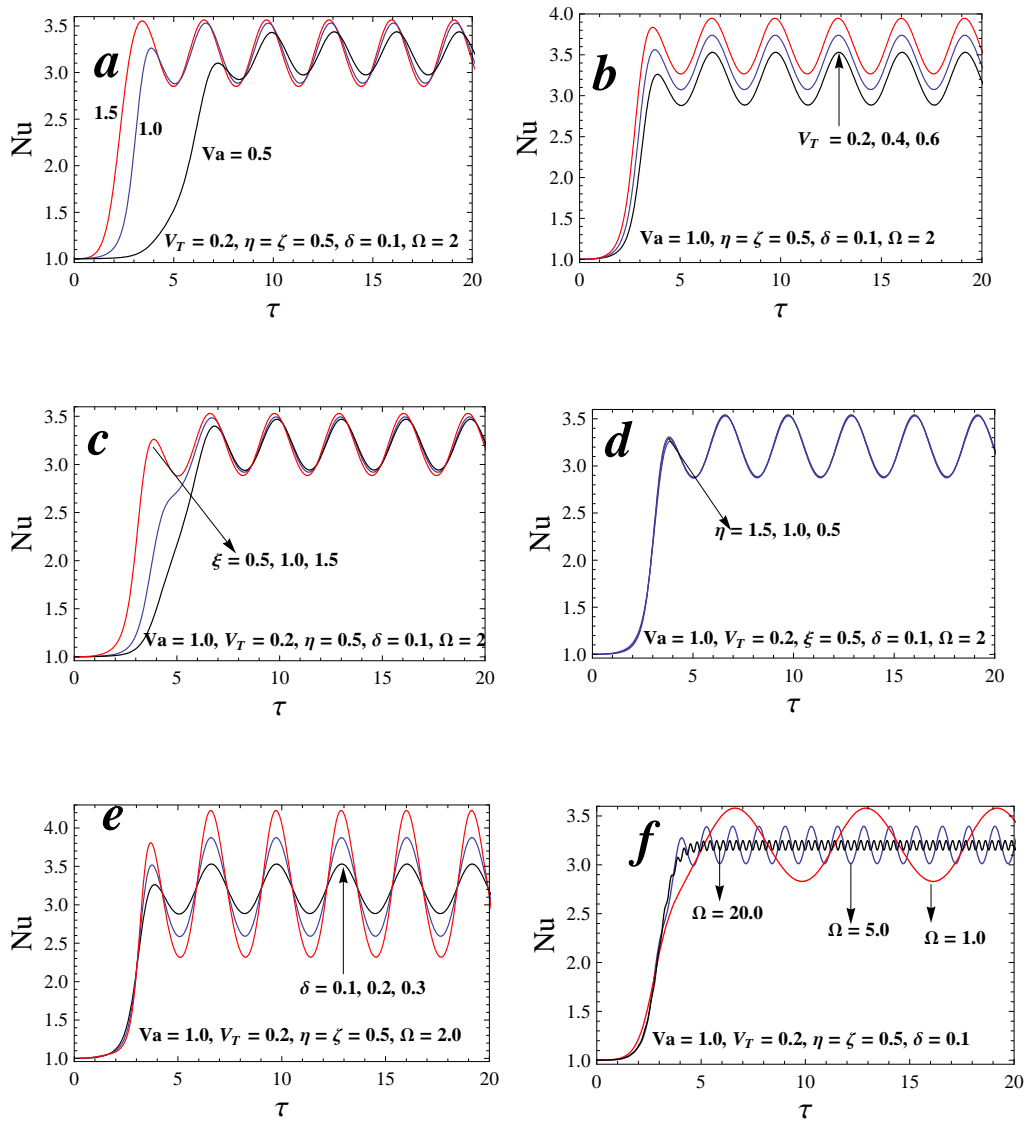 a
3.5
3.0
2.5
2.0
1.5
1.0
Nu
1.5
1.0
Va = 0.5
V_T = 0.2, η = ζ = 0.5, δ = 0.1, Ω = 2
0 5 10 15 20
τ
b
4.0
3.5
3.0
2.5
2.0
1.5
1.0
Nu
V_T = 0.2, 0.4, 0.6
Va = 1.0, η = ζ = 0.5, δ = 0.1, Ω = 2
0 5 10 15 20
τ
c
3.5
3.0
2.5
2.0
1.5
1.0
Nu
ξ = 0.5, 1.0, 1.5
Va = 1.0, V_T = 0.2, η = 0.5, δ = 0.1, Ω = 2
0 5 10 15 20
τ
d
3.5
3.0
2.5
2.0
1.5
1.0
Nu
η = 1.5, 1.0, 0.5
Va = 1.0, V_T = 0.2, ξ = 0.5, δ = 0.1, Ω = 2
0 5 10 15 20
τ
e
4.0
3.5
3.0
2.5
2.0
1.5
1.0
Nu
δ = 0.1, 0.2, 0.3
Va = 1.0, V_T = 0.2, η = ζ = 0.5, Ω = 2.0
0 5 10 15 20
τ
f
3.5
3.0
2.5
2.0
1.5
1.0
Nu
Ω = 20.0
Ω = 5.0
Ω = 1.0
Va = 1.0, V_T = 0.2, η = ζ = 0.5, δ = 0.1
0 5 10 15 20
τ